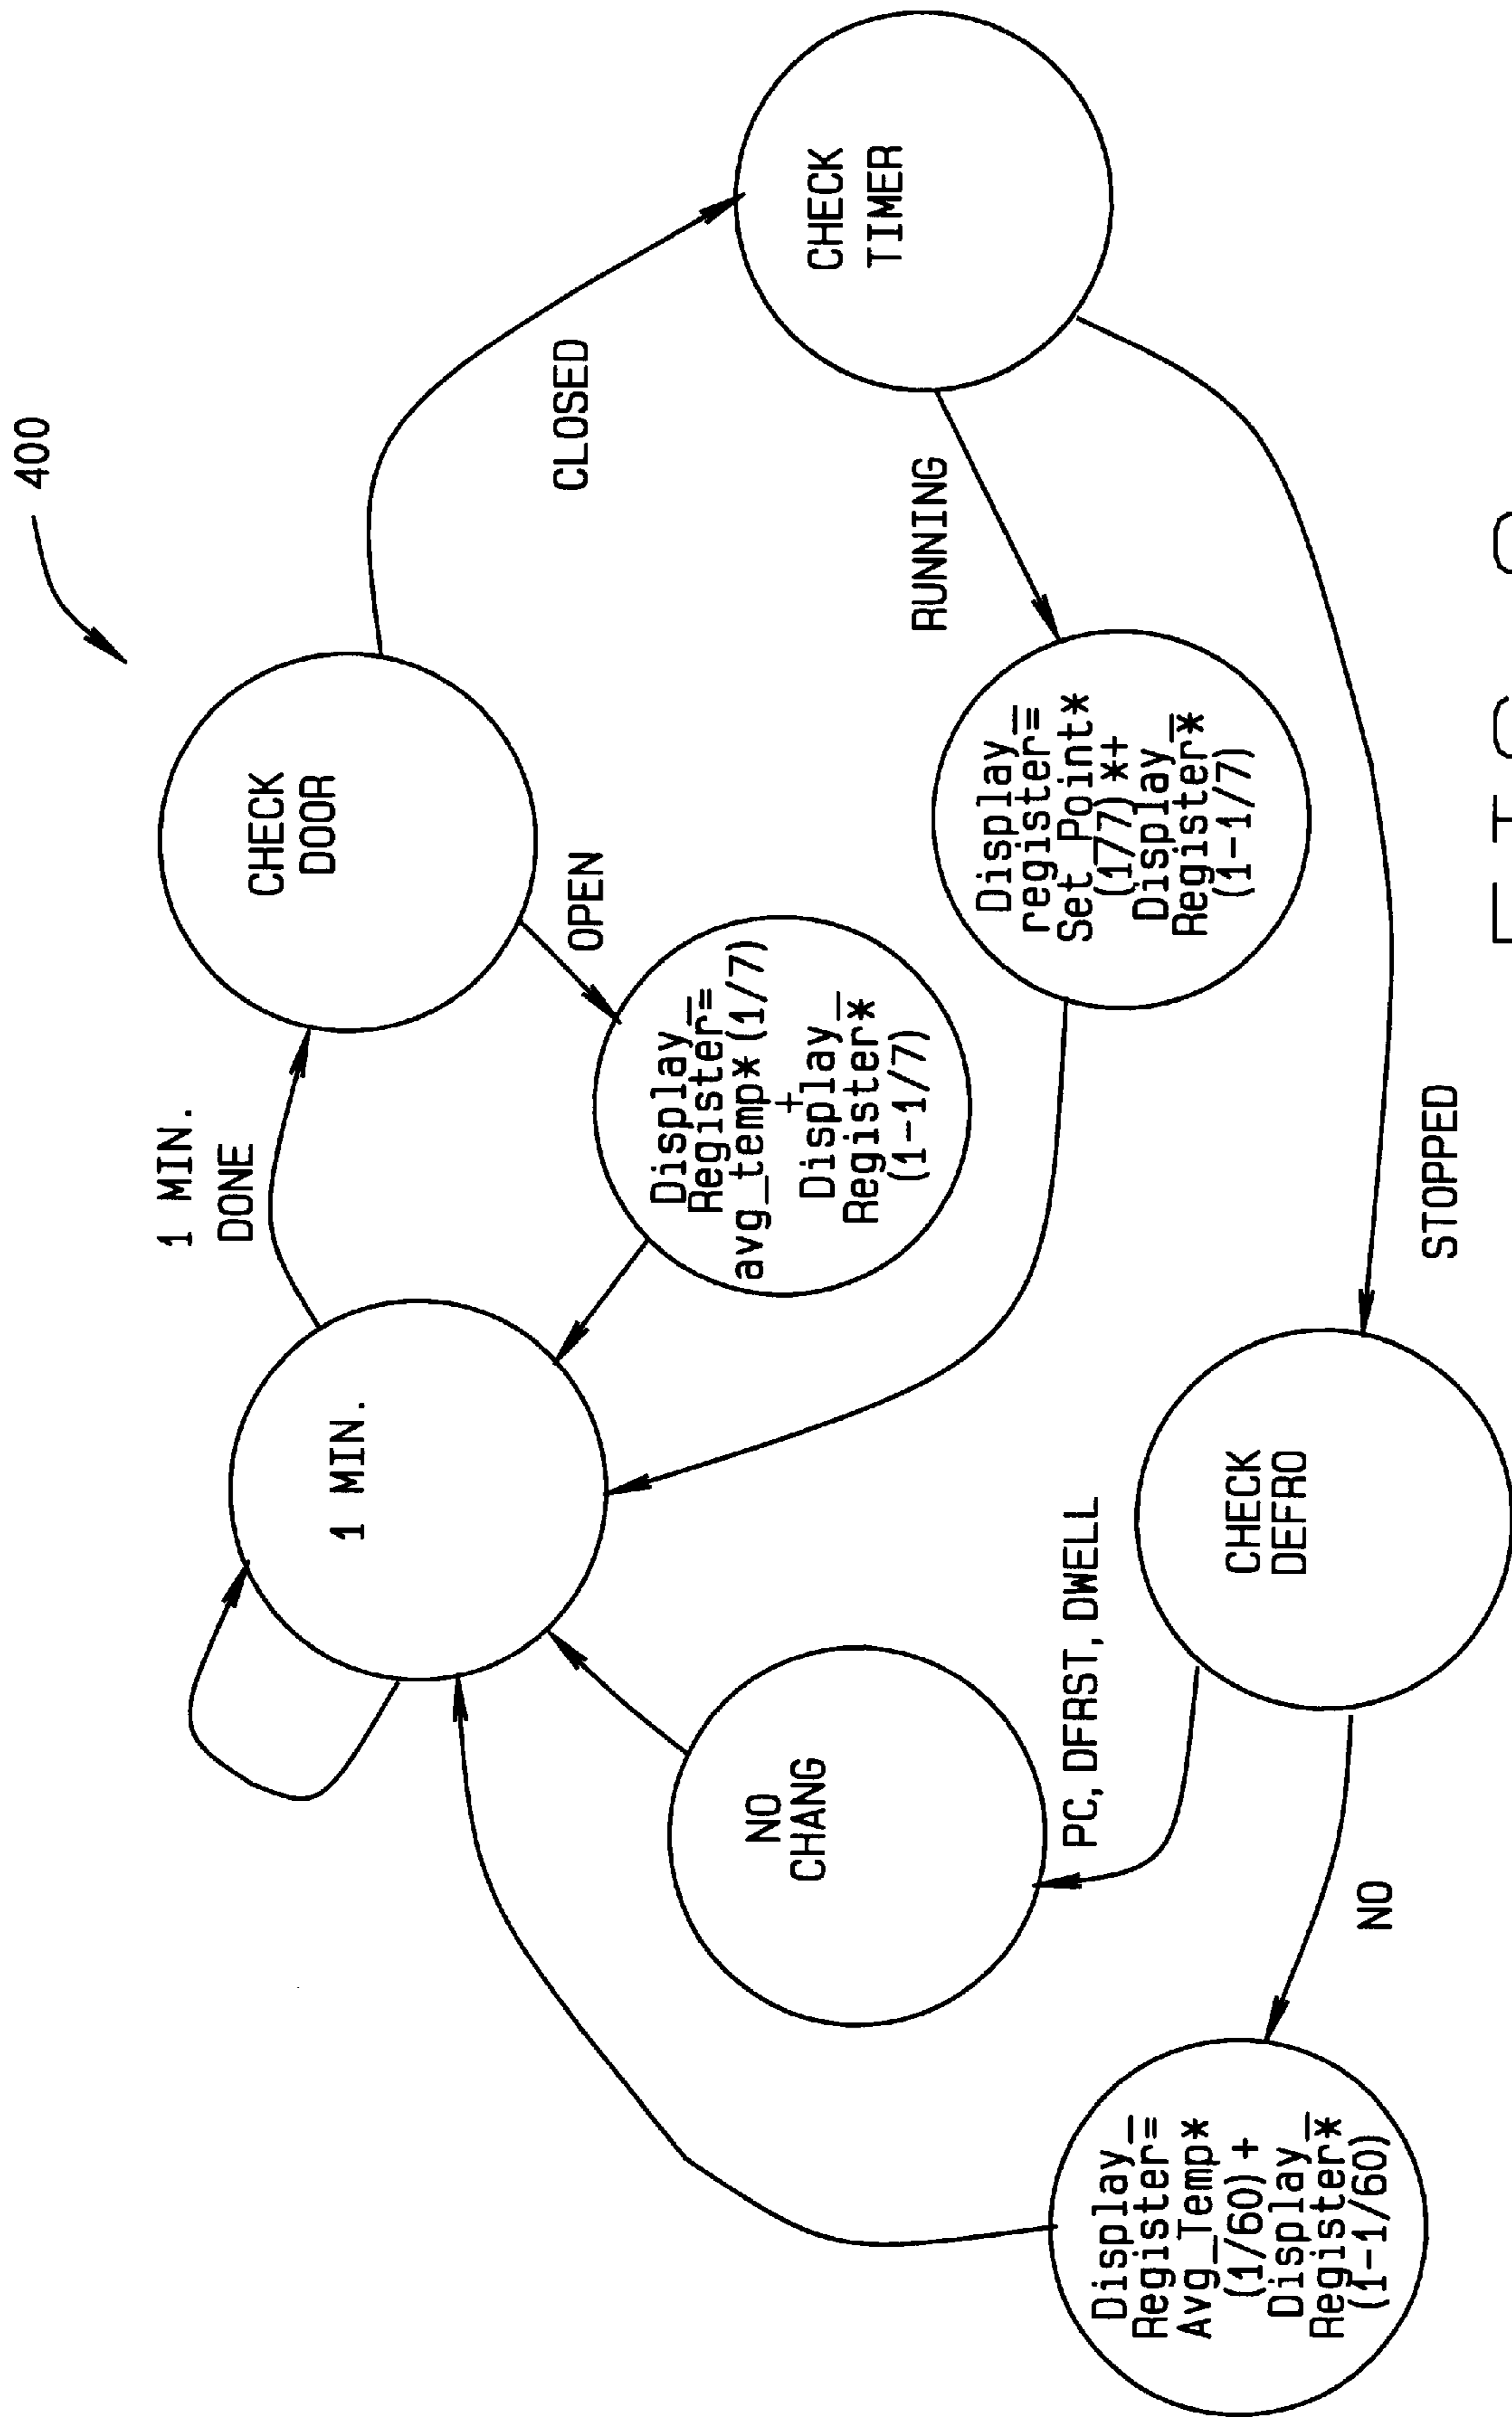 400
1 MIN.
DONE
CHECK
DOOR
1 MIN.
CLOSED
OPEN
Display_
Register=
avg_temp*(1/7)
+
Display_
Register*
(1-1/7)
NO
CHANG
CHECK
TIMER
RUNNING
Display_
register=
Set Point*
(1/7)*+
Display_
Register*
(1-1/7)
PC, DFRST, DWELL
Display_
Register=
Avg_Temp*
(1/60)+
Display_
Register*
(1-1/60)
CHECK
DEFRO
NO
STOPPED